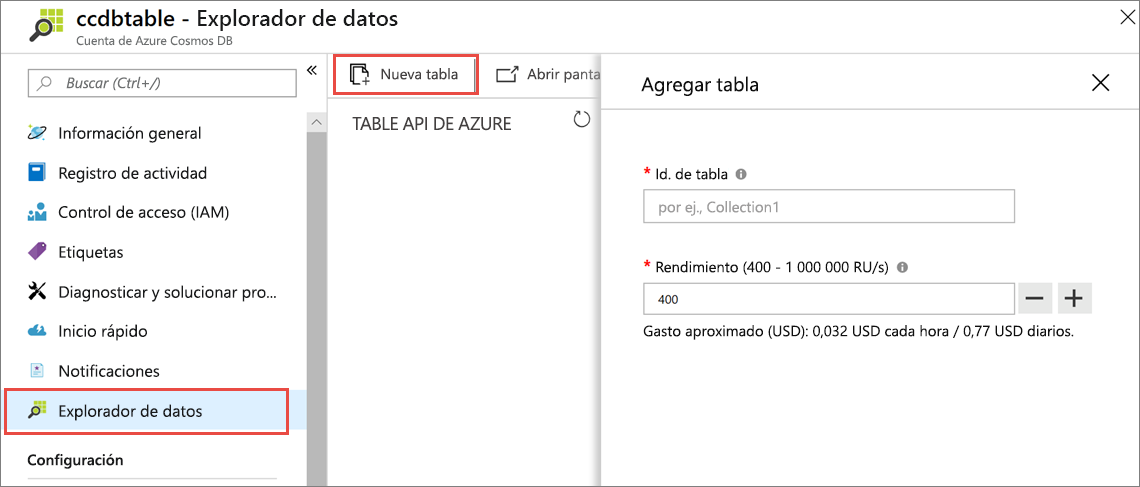 ccdbtable - Explorador de datos
Cuenta de Azure Cosmos DB
Buscar (Ctrl+/)
Información general
Registro de actividad
Control de acceso (IAM)
Etiquetas
Diagnosticar y solucionar pro...
Inicio rápido
Notificaciones
Explorador de datos
Configuración
Nueva tabla
Abrir panta
TABLE API DE AZURE
Agregar tabla
* Id. de tabla
por ej., Collection1
* Rendimiento (400 - 1 000 000 RU/s)
400
Gasto aproximado (USD): 0,032 USD cada hora / 0,77 USD diarios.